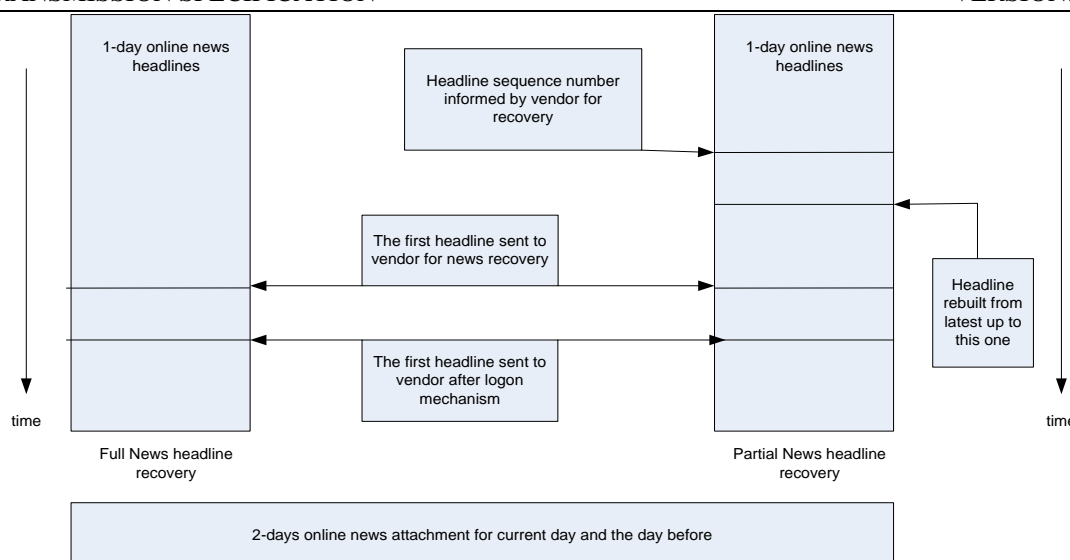 TRANSMISSION SPECIFICATION
VERSION
1-day online news
headlines
Headline sequence number
informed by vendor for
recovery
1-day online news
headlines
The first headline sent to
vendor for news recovery
Headline
rebuilt from
latest up to
this one
The first headline sent to
vendor after logon
mechanism
time
time
Full News headline
recovery
Partial News headline
recovery
2-days online news attachment for current day and the day before